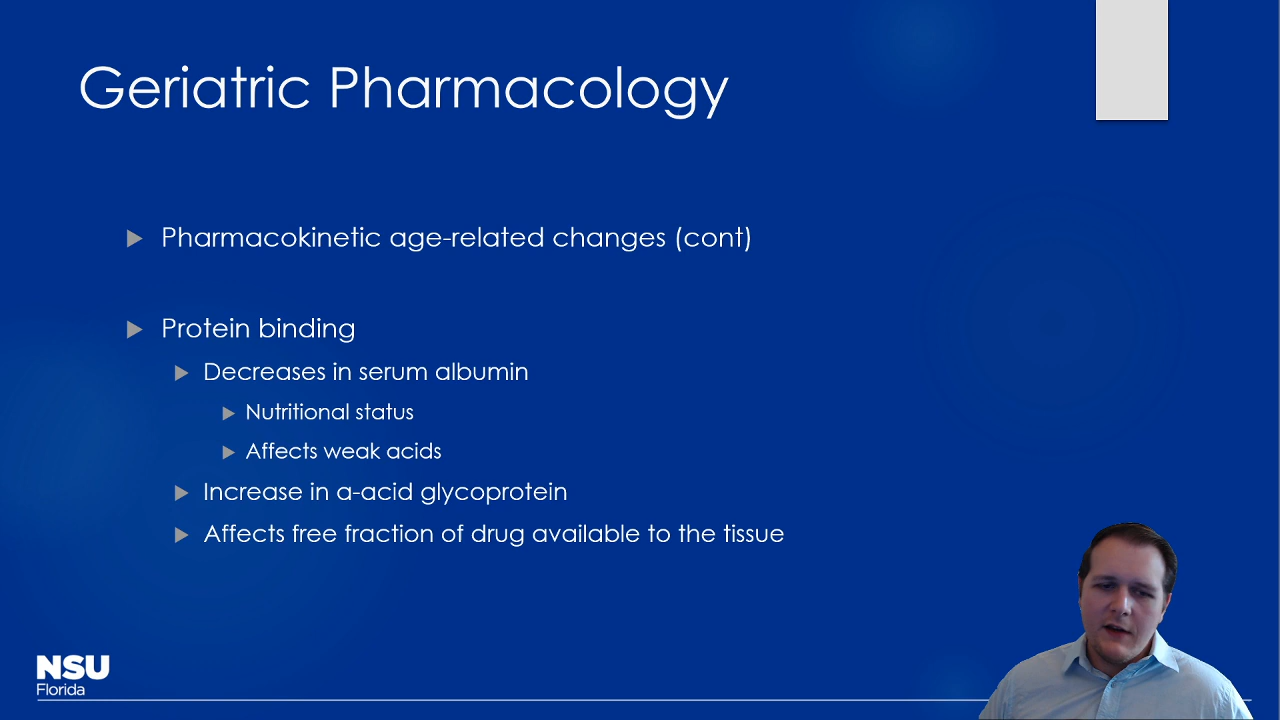 Geriatric Pharmacology
Pharmacokinetic age-related changes (cont)
Protein binding
Decreases in serum albumin
Nutritional status
Affects weak acids
Increase in a-acid glycoprotein
Affects free fraction of drug available to the tissue
NSU
Florida